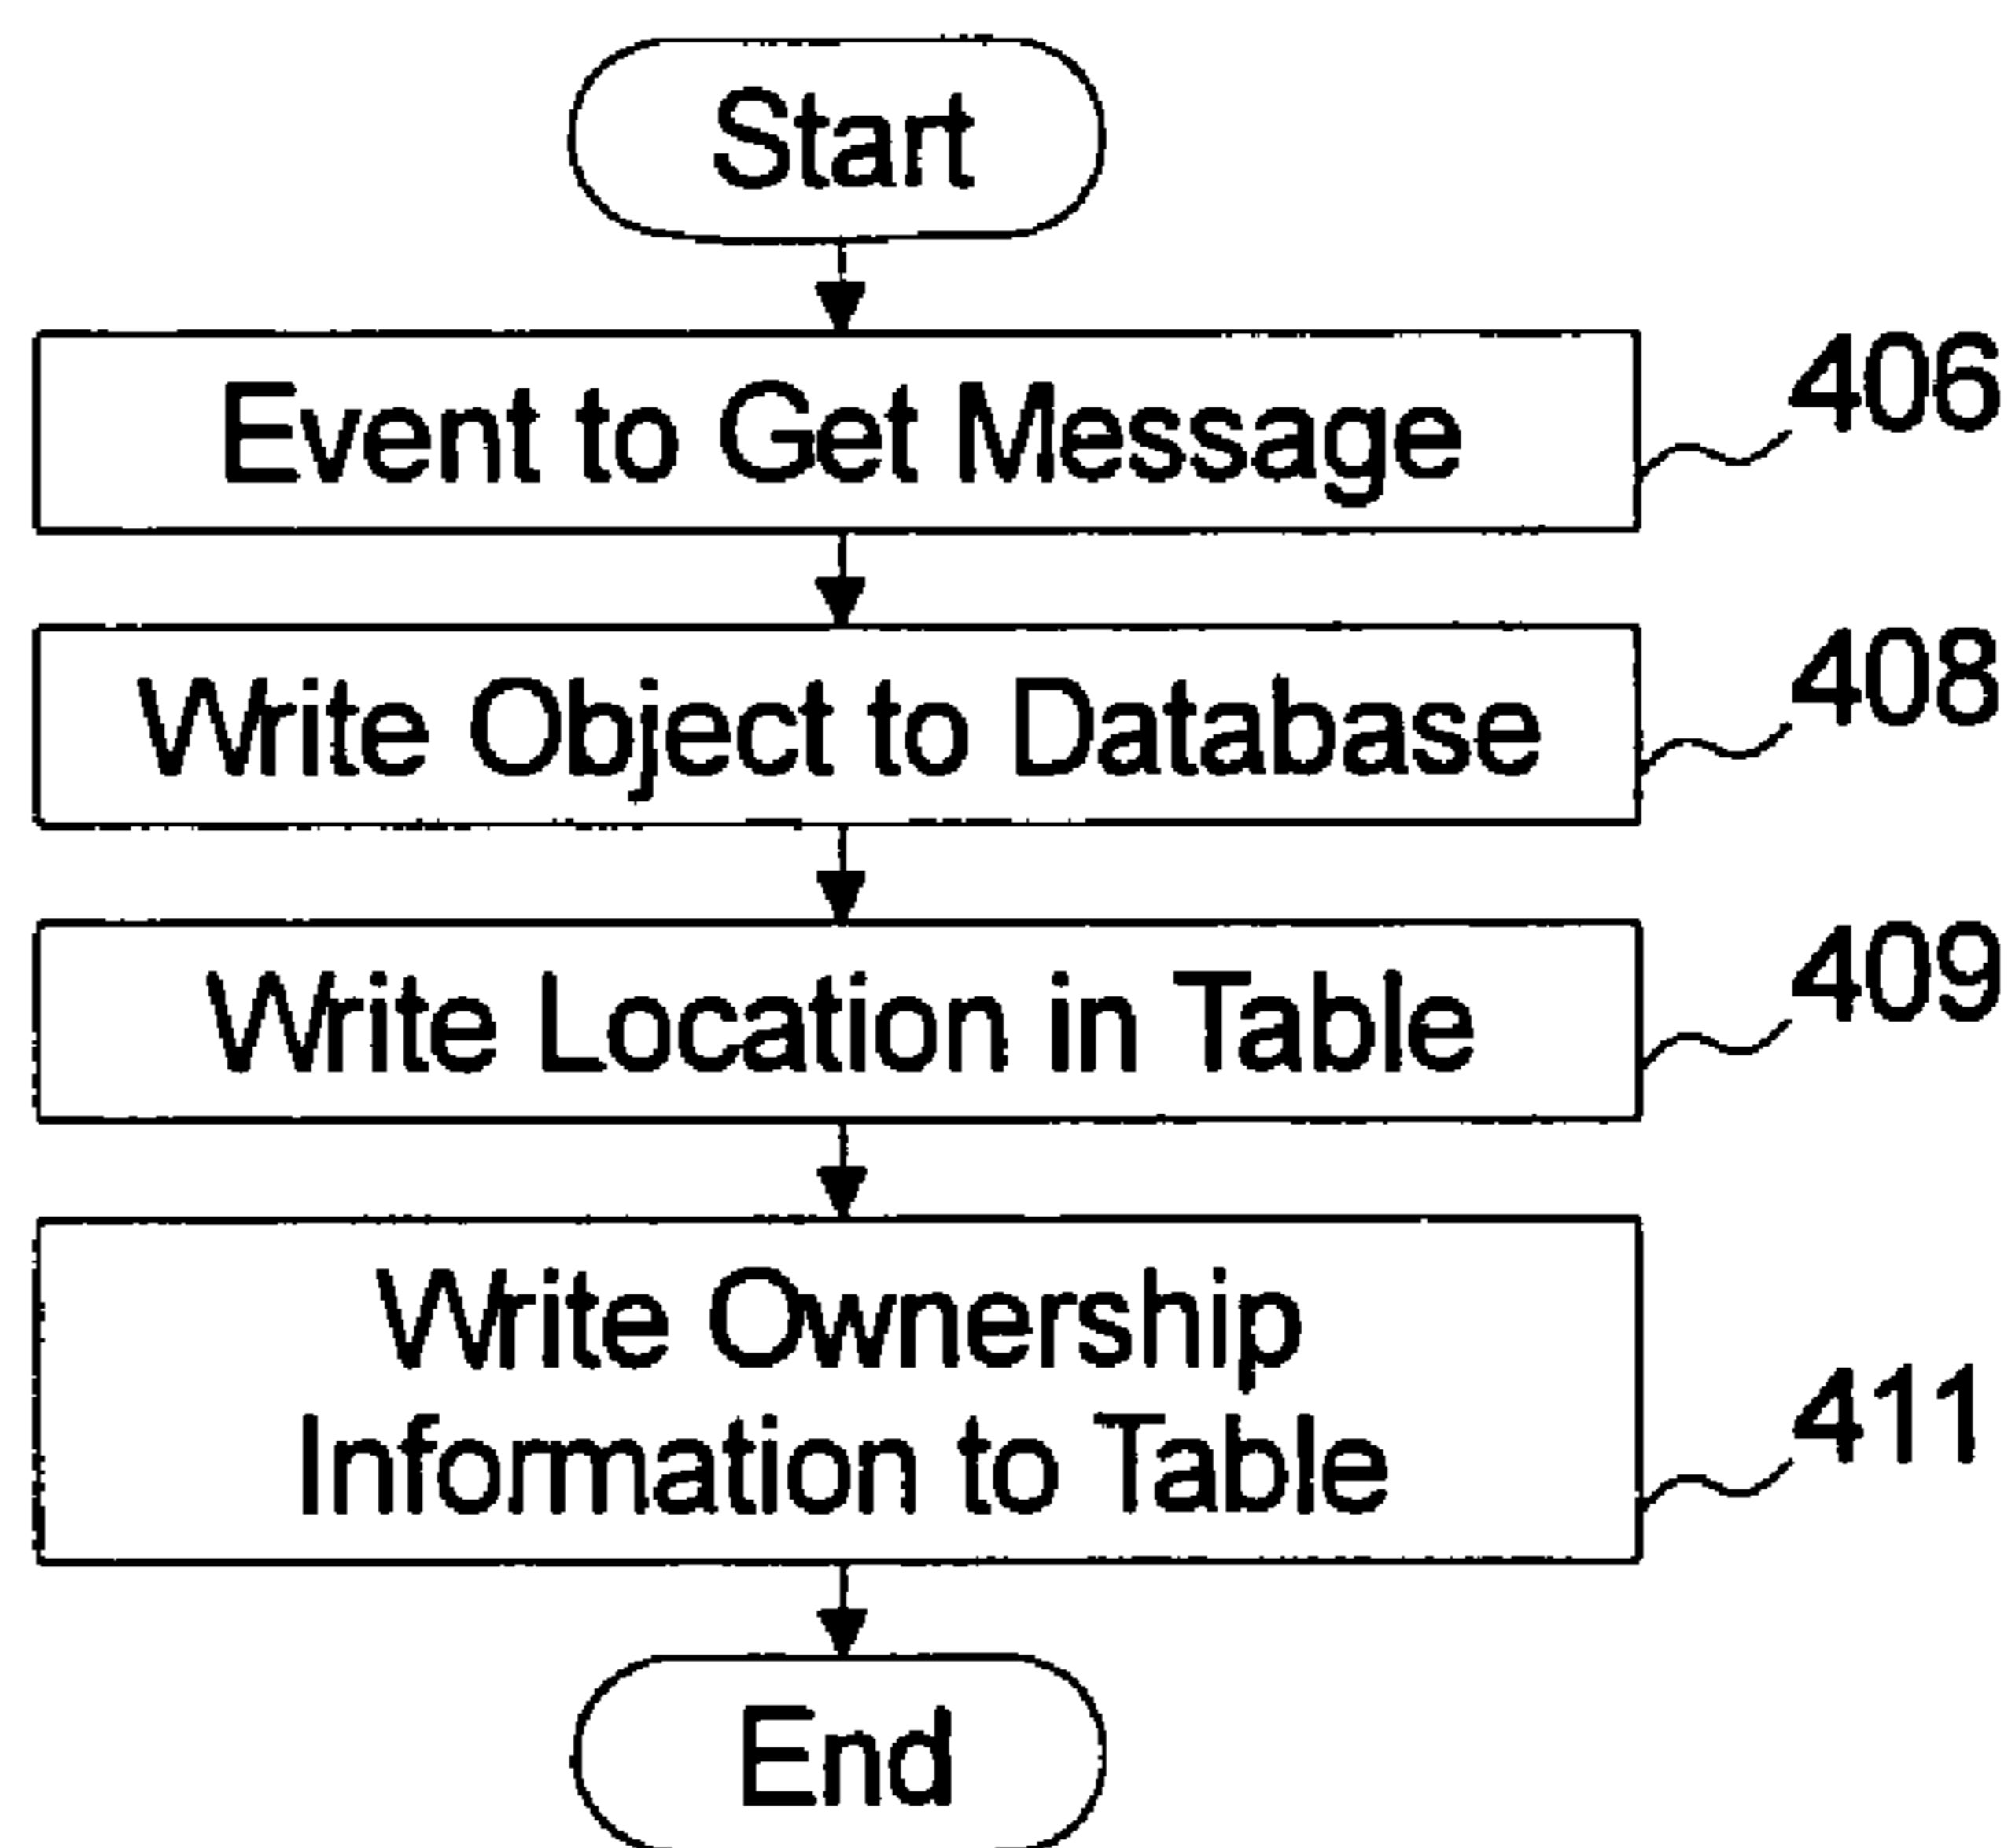 Start
Event to Get Message
406
Write Object to Database
408
Write Location in Table
409
Write Ownership
Information to Table
411
End